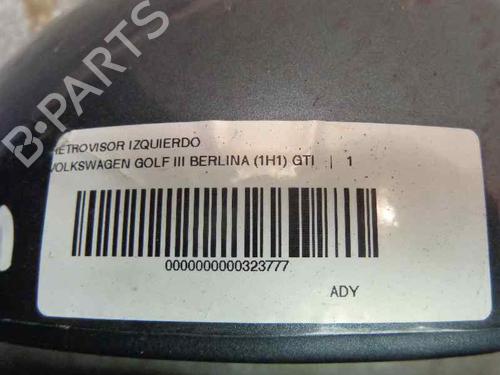 B-PARTS
RETROVISOR IZQUIERDO
VOLKSWAGEN GOLF III BERLINA (1H1) GTI | 1
0000000000323777
ADY